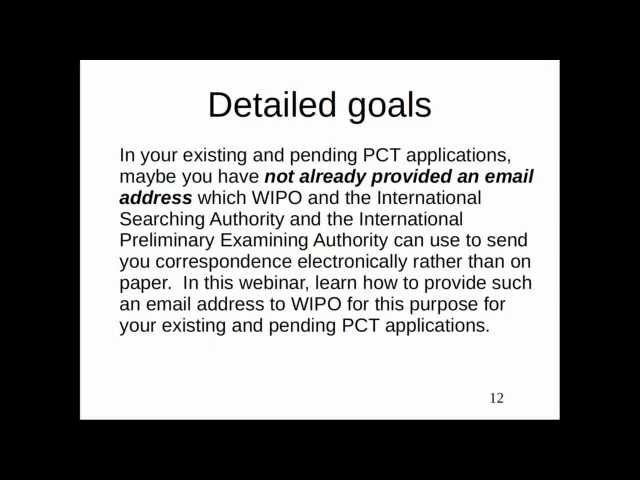 Detailed goals
In your existing and pending PCT applications,
maybe you have not already provided an email
address which WIPO and the International
Searching Authority and the International
Preliminary Examining Authority can use to send
you correspondence electronically rather than on
paper.  In this webinar, learn how to provide such
an email address to WIPO for this purpose for
your existing and pending PCT applications.
12